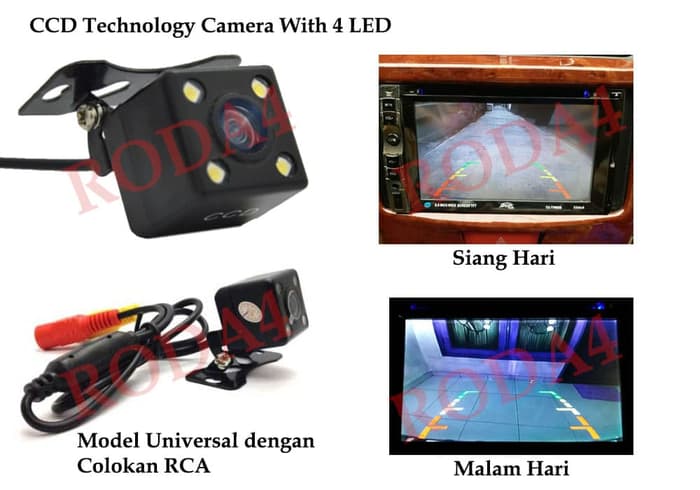 CCD Technology Camera With 4 LED
RODA4
CCD
RODA4
Siang Hari
RODA4
Model Universal dengan
Colokan RCA
RODA4
Malam Hari